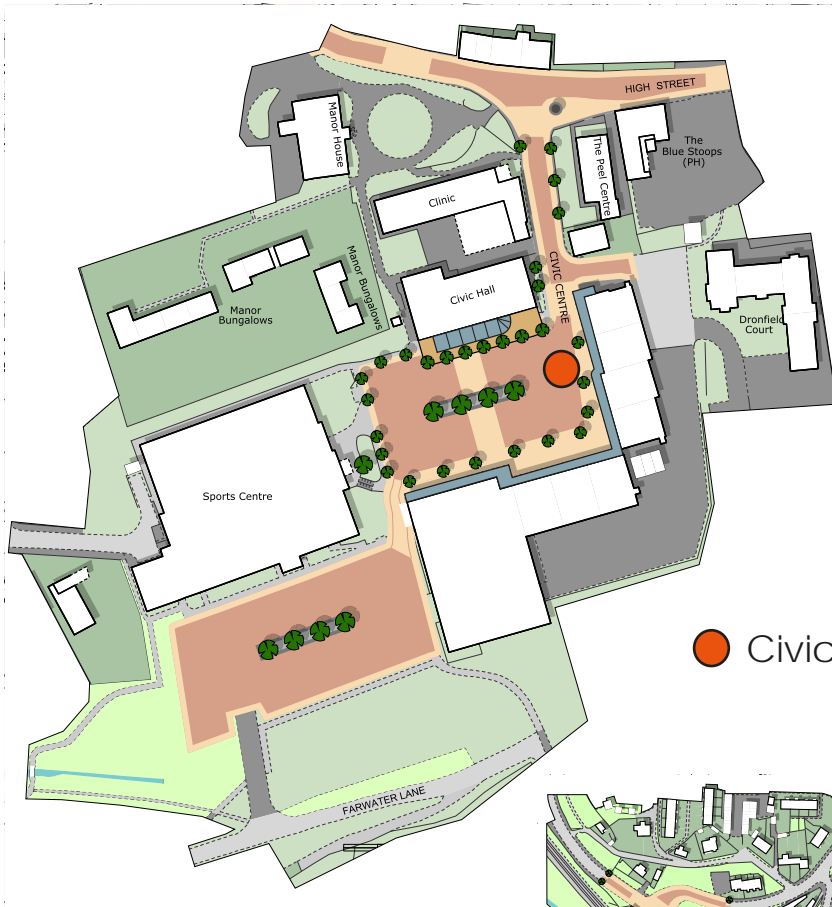 HIGH STREET
Manor House
The Peel Centre
The
Blue Stoops
(PH)
Clinic
CIVIC CENTRE
Manor Bungalows
Civic Hall
Manor
Bungalows
Dronfield
Court
Sports Centre
Civic
FARWATER LANE